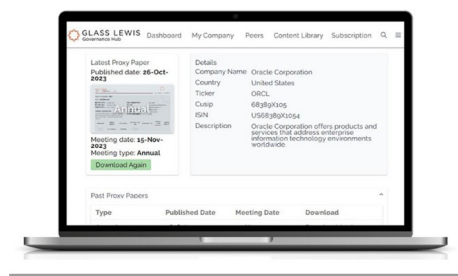 GLASS LEWIS
Governance Hub
Dashboard My Company Peers Content Library Subscription
Latest Proxy Paper
Published date: 26-Oct-
2023
Annual
Meeting date: 15-Nov-
2023
Meeting type: Annual
Download Again
Details
Company Name Oracle Corporation
Country United States
Ticker ORCL
Cusip 68389X105
ISIN US68389X1054
Description Oracle Corporation offers products and
services that address enterprise
information technology environments
worldwide.
Past Proxy Papers
Type Published Date Meeting Date Download